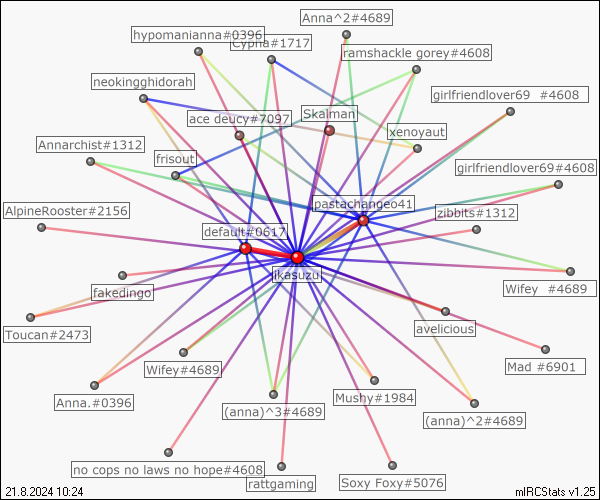 Anna^2#4689
hypomanianna#0396
Cypha#1717
ramshackle gorey#4608
neokingghidorah
girlfriendlover69 #4608
ace deucy#7097
Skalman
xenoyaut
Annarchist#1312
frisout
girlfriendlover69#4608
AlpineRooster#2156
pastachangeo41
zibbits#1312
default#0617
jkasuzu
Wifey #4689
fakedingo
Toucan#2473
avelicious
Wifey#4689
Mad #6901
Anna.#0396
(anna)^3#4689
Mushy#1984
(anna)^2#4689
no cops no laws no hope#4608
rattgaming
Soxy Foxy#5076
21.8.2024 10:24
mIRCStats v1.25